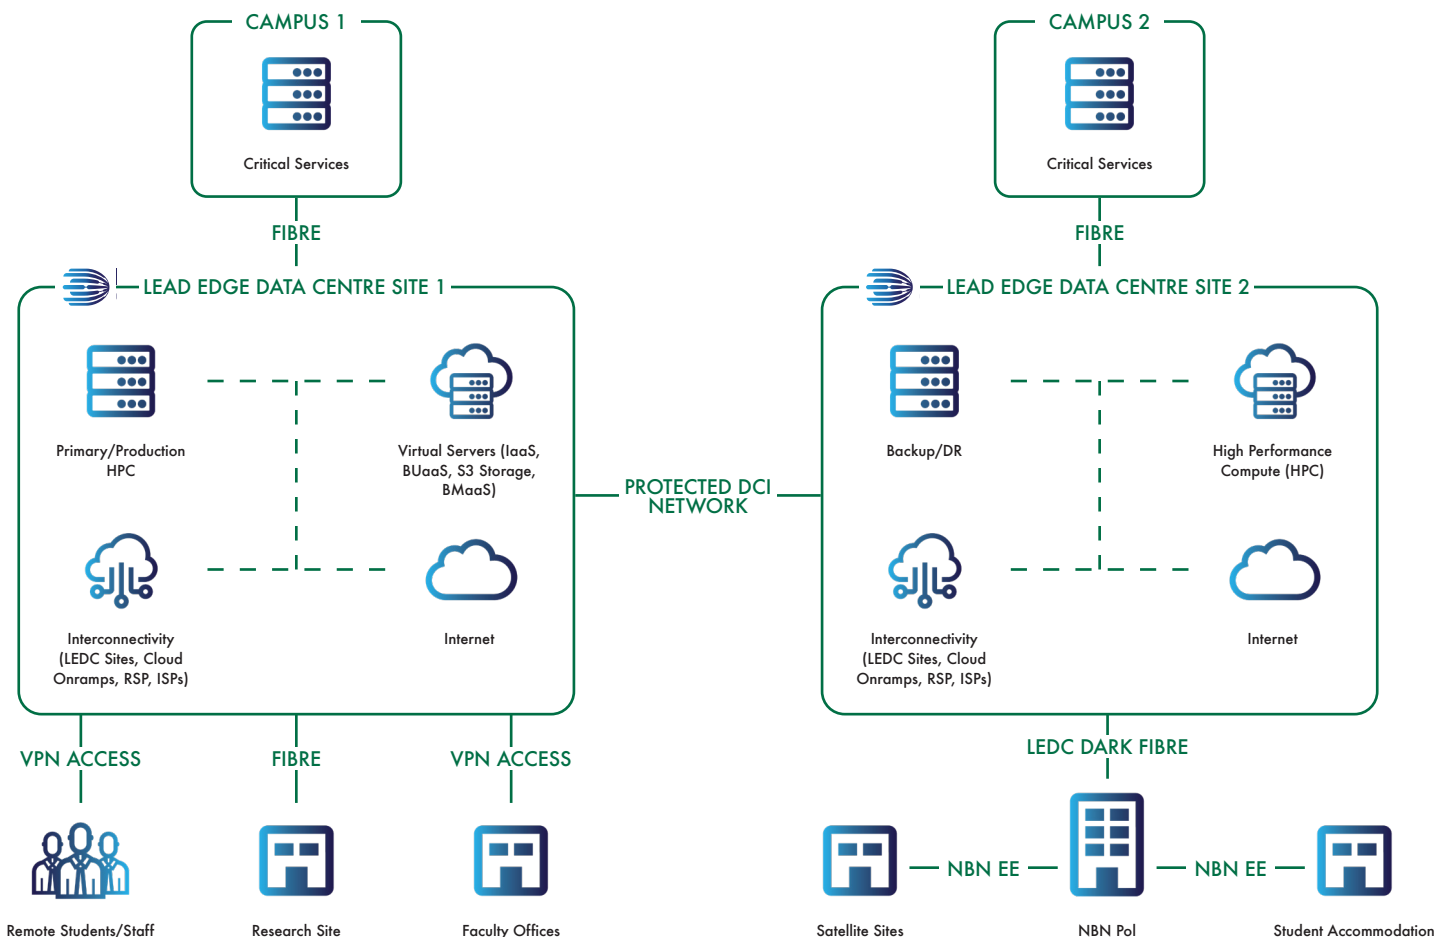 CAMPUS 1
Critical Services
FIBRE
LEAD EDGE DATA CENTRE SITE 1
Primary/Production
HPC
Virtual Servers (IaaS,
BUaaS, S3 Storage,
BMaaS)
Interconnectivity
(LEDC Sites, Cloud
Onramps, RSP, ISPs)
Internet
VPN ACCESS
FIBRE
VPN ACCESS
Remote Students/Staff
Research Site
Faculty Offices
PROTECTED DCI
NETWORK
CAMPUS 2
Critical Services
FIBRE
LEAD EDGE DATA CENTRE SITE 2
Backup/DR
High Performance
Compute (HPC)
Interconnectivity
(LEDC Sites, Cloud
Onramps, RSP, ISPs)
Internet
LEDC DARK FIBRE
NBN EE
NBN EE
Satellite Sites
NBN PoI
Student Accommodation